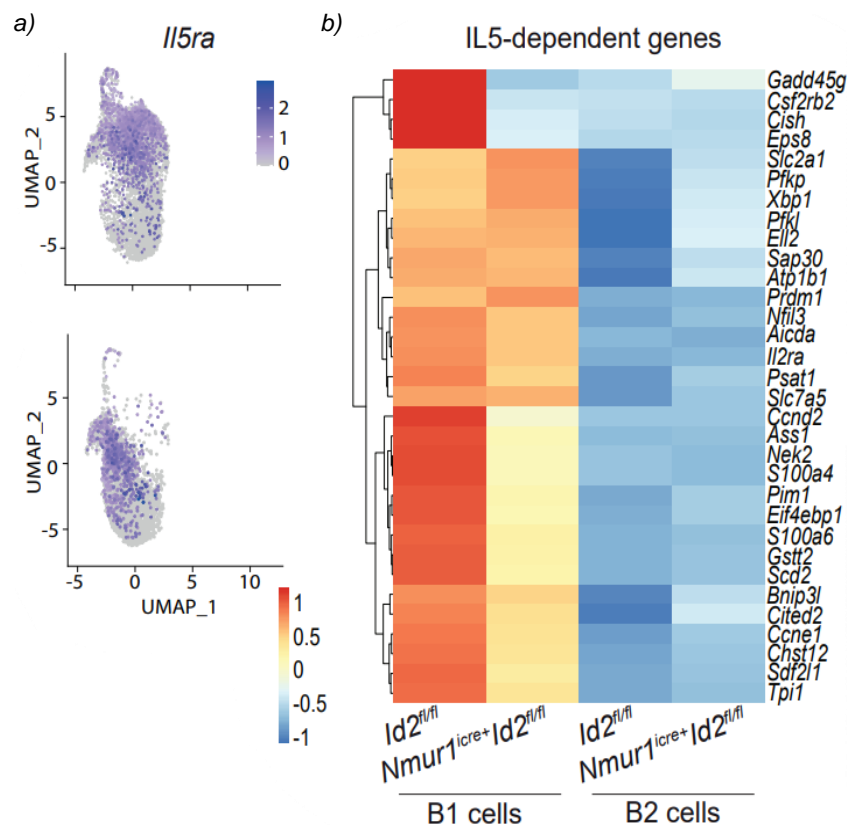 a)
Il5ra
2
1
0
UMAP_2
5
0
-5
UMAP_2
5
0
-5
-5
0
5
10
UMAP_1
1
0.5
0
-0.5
-1
b)
IL5-dependent genes
Gadd45g
Csf2rb2
Cish
Eps8
Slc2a1
Pfkp
Xbp1
Pfkl
Ell2
Sap30
Atp1b1
Prdm1
Nfil3
Aicda
Il2ra
Psat1
Slc7a5
Ccnd2
Ass1
Nek2
S100a4
Pim1
Eif4ebp1
S100a6
Gstt2
Scd2
Bnip3l
Cited2
Ccne1
Chst12
Sdf2l1
Tpi1
Id2fl/fl
Nmur1icre+Id2fl/fl
Id2fl/fl
Nmur1icre+Id2fl/fl
B1 cells
B2 cells